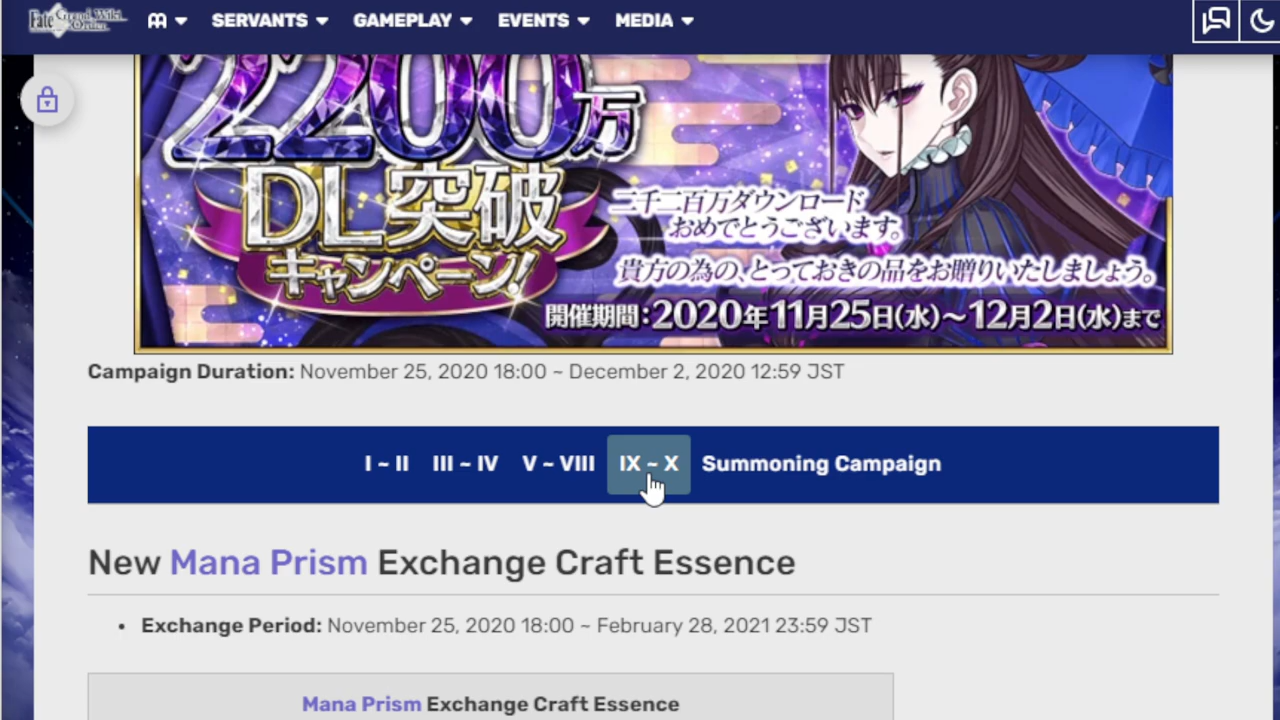 Fate Grand Order Wiki
SERVANTS GAMEPLAY EVENTS MEDIA
2200万
DL突破
キャンペーン!
二千二百万ダウンロード
おめでとうございます。
貴方の為の、とっておきの品をお贈りいたしましょう。
開催期間：2020年11月25日(水)～12月2日(水)まで
Campaign Duration: November 25, 2020 18:00 ~ December 2, 2020 12:59 JST
I ~ II III ~ IV V ~ VIII IX ~ X Summoning Campaign
New Mana Prism Exchange Craft Essence
• Exchange Period: November 25, 2020 18:00 ~ February 28, 2021 23:59 JST
Mana Prism Exchange Craft Essence